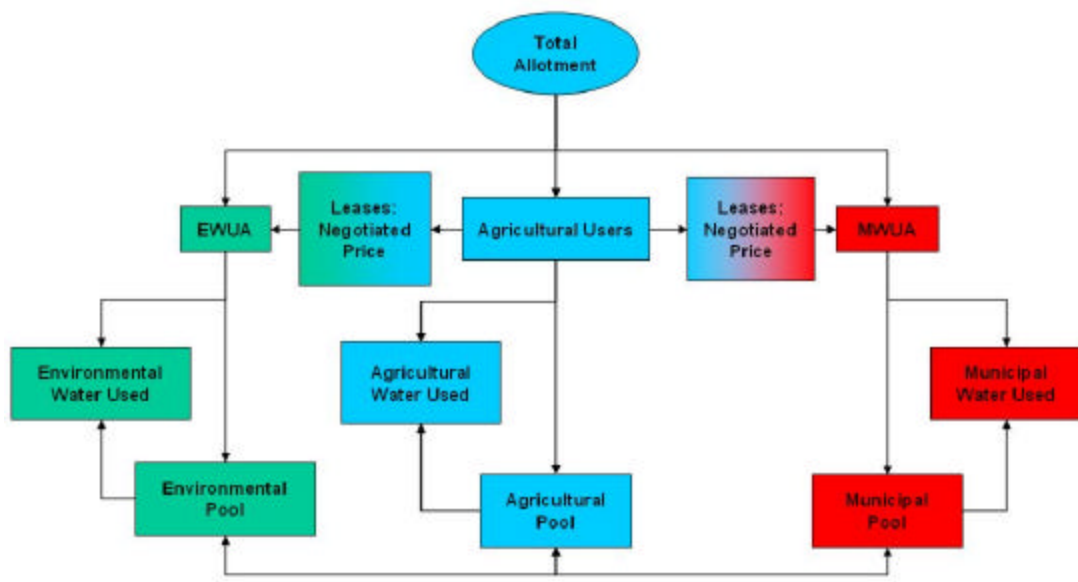 Total
Allotment
EWUA
Leases:
Negotiated
Price
Agricultural Users
Leases:
Negotiated
Price
MWUA
Environmental
Water Used
Agricultural
Water Used
Municipal
Water Used
Environmental
Pool
Agricultural
Pool
Municipal
Pool